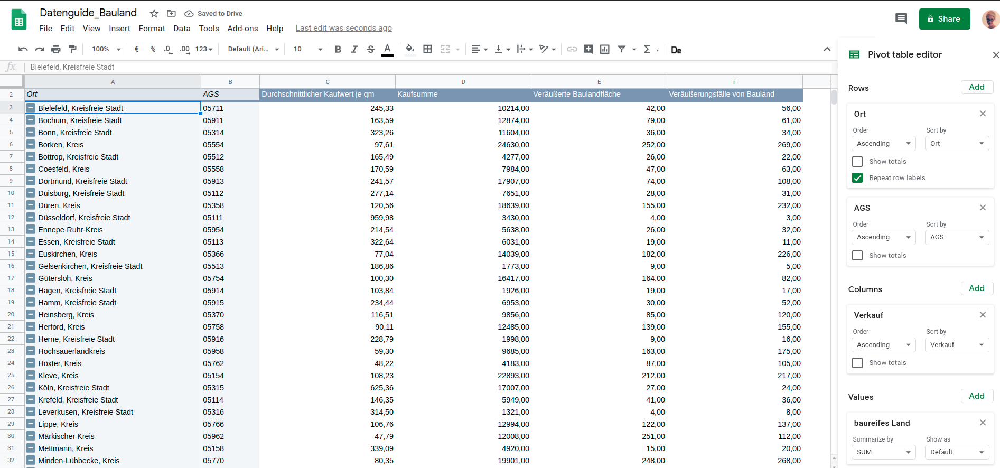 Datenguide_Bauland Saved to Drive
File Edit View Insert Format Data Tools Add-ons Help Last edit was seconds ago
Share
100% € % .0 .00 123 Default (Ari... 10 B I S A Σ De
Pivot table editor
fx Bielefeld, Kreisfreie Stadt
A B C D E F
2 Ort AGS Durchschnittlicher Kaufwert je qm Kaufsumme Veräußerte Baulandfläche Veräußerungsfälle von Bauland
3 Bielefeld, Kreisfreie Stadt 05711 245,33 10214,00 42,00 56,00
4 Bochum, Kreisfreie Stadt 05911 163,59 12874,00 79,00 61,00
5 Bonn, Kreisfreie Stadt 05314 323,26 11604,00 36,00 34,00
6 Borken, Kreis 05554 97,61 24630,00 252,00 269,00
7 Bottrop, Kreisfreie Stadt 05512 165,49 4277,00 26,00 22,00
8 Coesfeld, Kreis 05558 170,59 7984,00 47,00 63,00
9 Dortmund, Kreisfreie Stadt 05913 241,57 17907,00 74,00 108,00
10 Duisburg, Kreisfreie Stadt 05112 277,14 7651,00 28,00 31,00
11 Düren, Kreis 05358 120,56 18639,00 155,00 232,00
12 Düsseldorf, Kreisfreie Stadt 05111 959,98 3430,00 4,00 3,00
13 Ennepe-Ruhr-Kreis 05954 214,54 5638,00 26,00 32,00
14 Essen, Kreisfreie Stadt 05113 322,64 6031,00 19,00 11,00
15 Euskirchen, Kreis 05366 77,04 14039,00 182,00 226,00
16 Gelsenkirchen, Kreisfreie Stadt 05513 186,86 1773,00 9,00 5,00
17 Gütersloh, Kreis 05754 100,30 16417,00 164,00 82,00
18 Hagen, Kreisfreie Stadt 05914 103,84 1926,00 19,00 17,00
19 Hamm, Kreisfreie Stadt 05915 234,44 6953,00 30,00 52,00
20 Heinsberg, Kreis 05370 116,51 9856,00 85,00 120,00
21 Herford, Kreis 05758 90,11 12485,00 139,00 155,00
22 Herne, Kreisfreie Stadt 05916 228,79 1998,00 9,00 16,00
23 Hochsauerlandkreis 05958 59,30 9685,00 163,00 175,00
24 Höxter, Kreis 05762 48,22 4183,00 87,00 105,00
25 Kleve, Kreis 05154 108,23 22893,00 212,00 217,00
26 Köln, Kreisfreie Stadt 05315 625,36 17007,00 27,00 24,00
27 Krefeld, Kreisfreie Stadt 05114 146,35 5949,00 41,00 36,00
28 Leverkusen, Kreisfreie Stadt 05316 314,50 1321,00 4,00 8,00
29 Lippe, Kreis 05766 106,76 12994,00 122,00 137,00
30 Märkischer Kreis 05962 47,79 12008,00 251,00 112,00
31 Mettmann, Kreis 05158 339,09 4920,00 15,00 20,00
32 Minden-Lübbecke, Kreis 05770 80,35 19901,00 248,00 268,00
Rows Add
Ort
Order Sort by
Ascending Ort
Show totals
Repeat row labels
AGS
Order Sort by
Ascending AGS
Show totals
Columns Add
Verkauf
Order Sort by
Ascending Verkauf
Show totals
Values Add
baureifes Land
Summarize by Show as
SUM Default